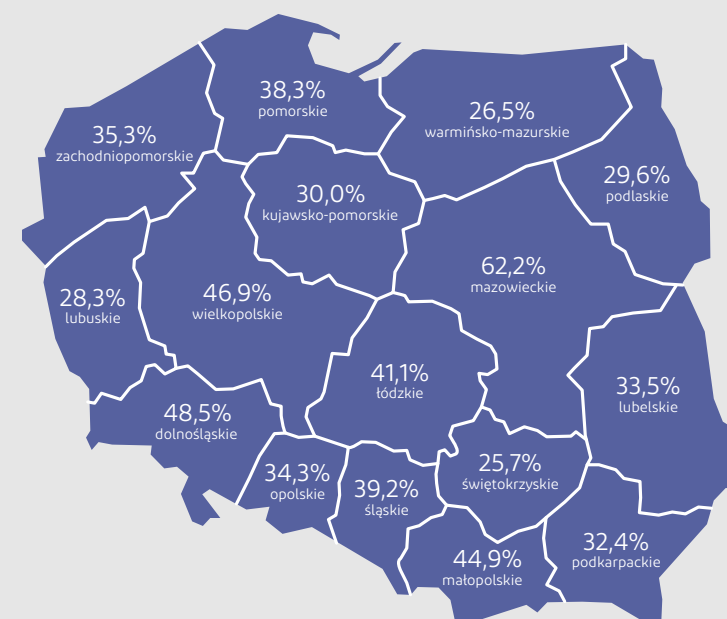 38,3%
pomorskie
26,5%
warmińsko-mazurskie
35,3%
zachodniopomorskie
29,6%
podlaskie
30,0%
kujawsko-pomorskie
62,2%
mazowieckie
28,3%
lubuskie
46,9%
wielkopolskie
41,1%
łódzkie
33,5%
lubelskie
48,5%
dolnośląskie
34,3%
opolskie
39,2%
śląskie
25,7%
świętokrzyskie
44,9%
małopolskie
32,4%
podkarpackie